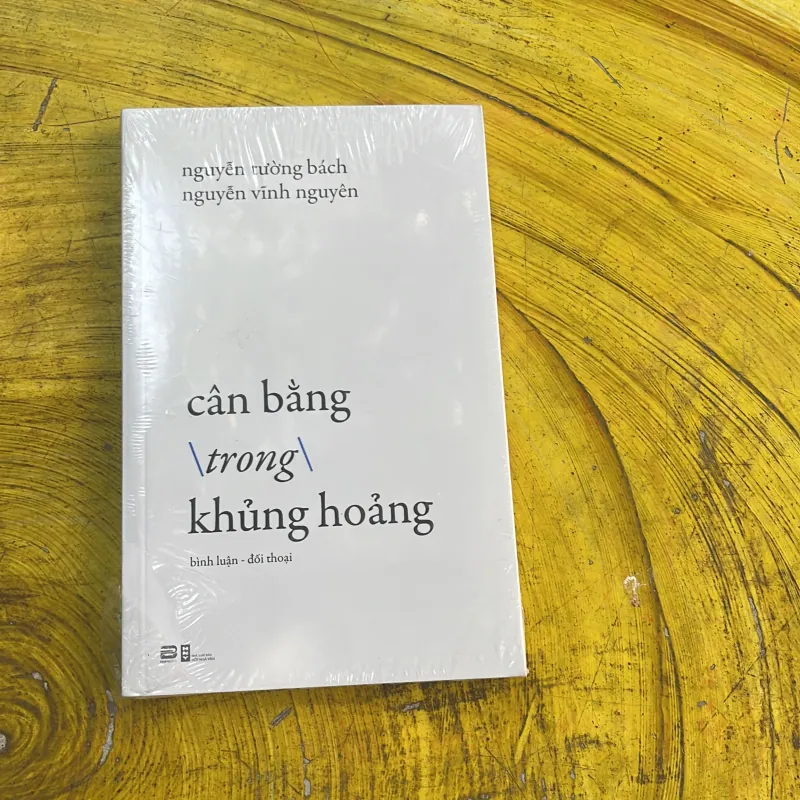 nguyễn tường bách
nguyễn vĩnh nguyên
cân bằng
\trong\
khủng hoảng
bình luận - đối thoại